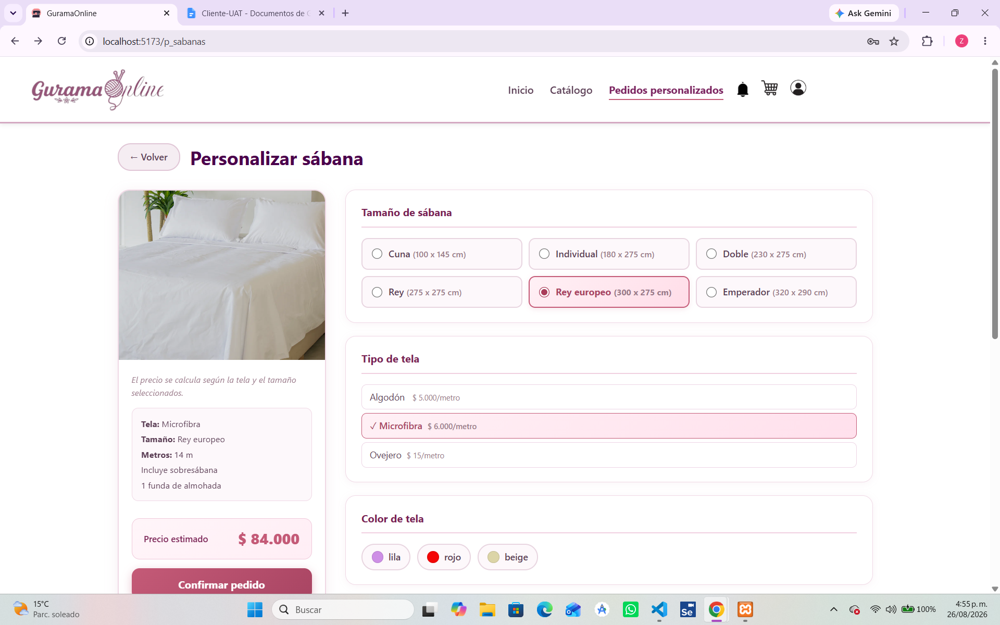 GuramaOnline
Cliente-UAT - Documentos de
Ask Gemini
localhost:5173/p_sabanas
Z
GuramaOnline
Inicio
Catálogo
Pedidos personalizados
← Volver
Personalizar sábana
El precio se calcula según la tela y el tamaño
seleccionados.
Tela: Microfibra
Tamaño: Rey europeo
Metros: 14 m
Incluye sobresábana
1 funda de almohada
Precio estimado $ 84.000
Confirmar pedido
Tamaño de sábana
Cuna (100 x 145 cm)
Individual (180 x 275 cm)
Doble (230 x 275 cm)
Rey (275 x 275 cm)
Rey europeo (300 x 275 cm)
Emperador (320 x 290 cm)
Tipo de tela
Algodón $ 5.000/metro
✓ Microfibra $ 6.000/metro
Ovejero $ 15/metro
Color de tela
lila
rojo
beige
15°C
Parc. soleado
Buscar
Se
100%
4:55 p. m.
26/08/2026